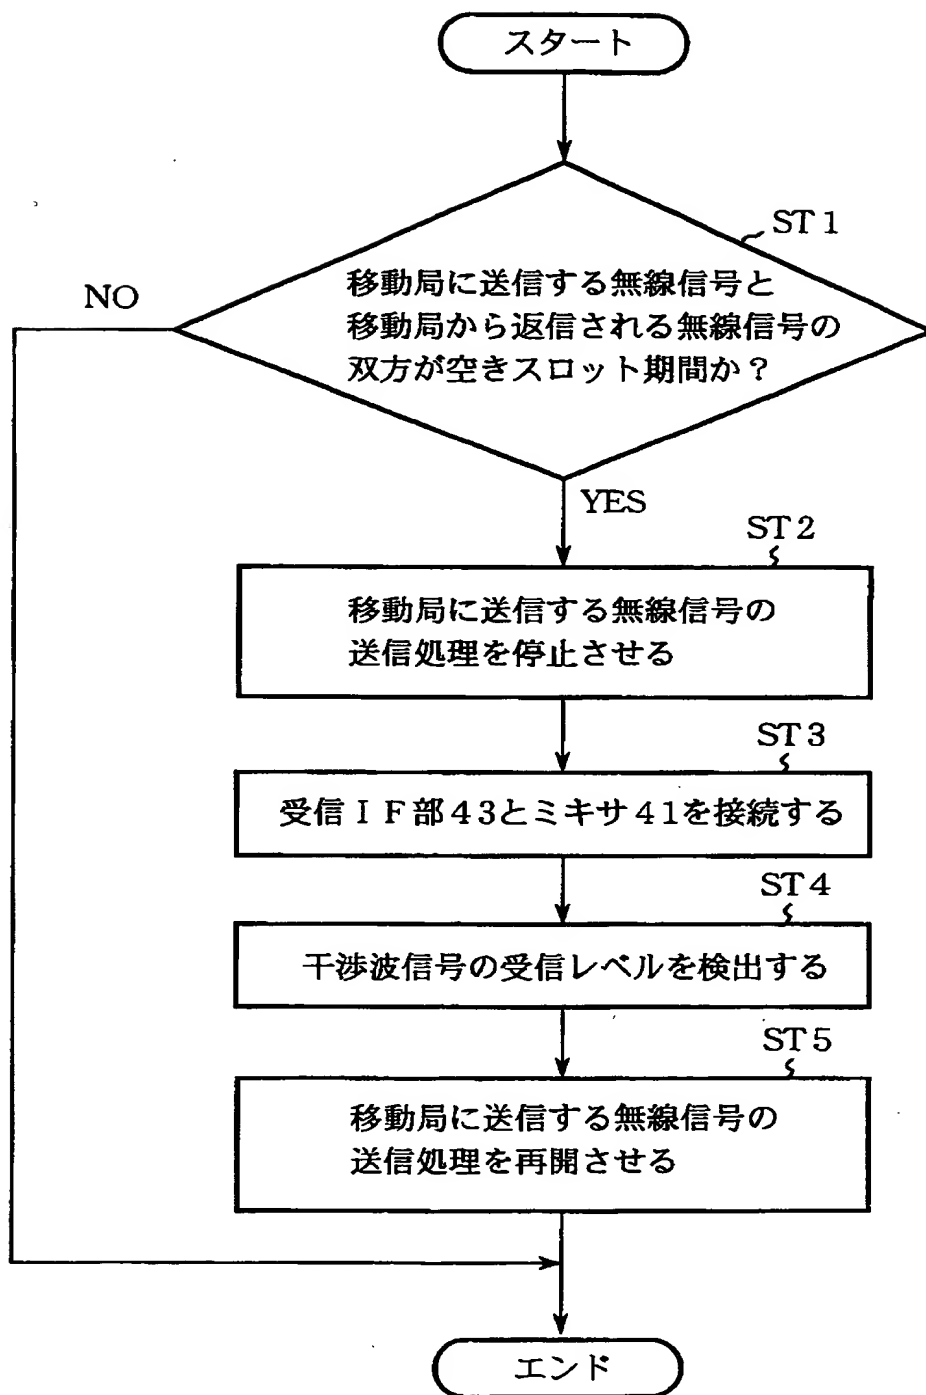 スタート
ST1
移動局に送信する無線信号と
移動局から返信される無線信号の
双方が空きスロット期間か？
NO
YES
ST2
移動局に送信する無線信号の
送信処理を停止させる
ST3
受信ＩＦ部４３とミキサ４１を接続する
ST4
干渉波信号の受信レベルを検出する
ST5
移動局に送信する無線信号の
送信処理を再開させる
エンド